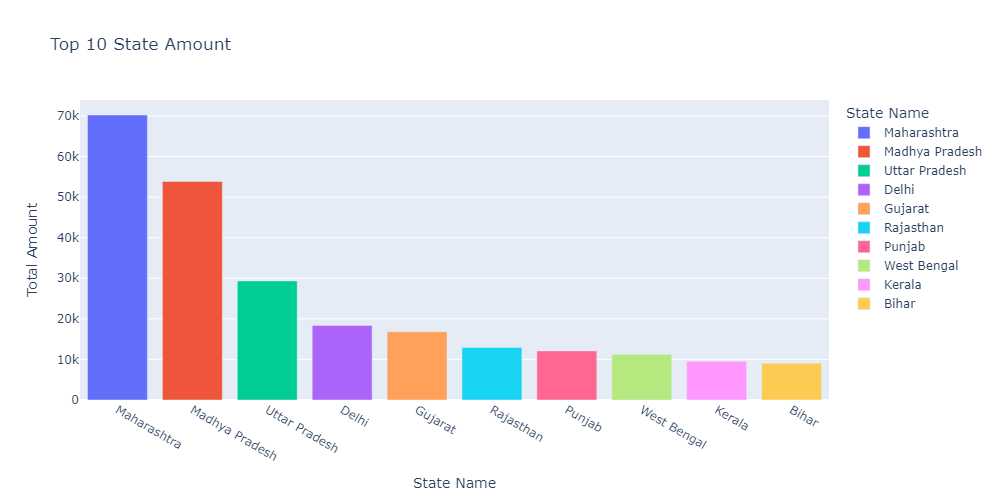 Top 10 State Amount
Total Amount
70k
60k
50k
40k
30k
20k
10k
0
Maharashtra
Madhya Pradesh
Uttar Pradesh
Delhi
Gujarat
Rajasthan
Punjab
West Bengal
Kerala
Bihar
State Name
State Name
Maharashtra
Madhya Pradesh
Uttar Pradesh
Delhi
Gujarat
Rajasthan
Punjab
West Bengal
Kerala
Bihar